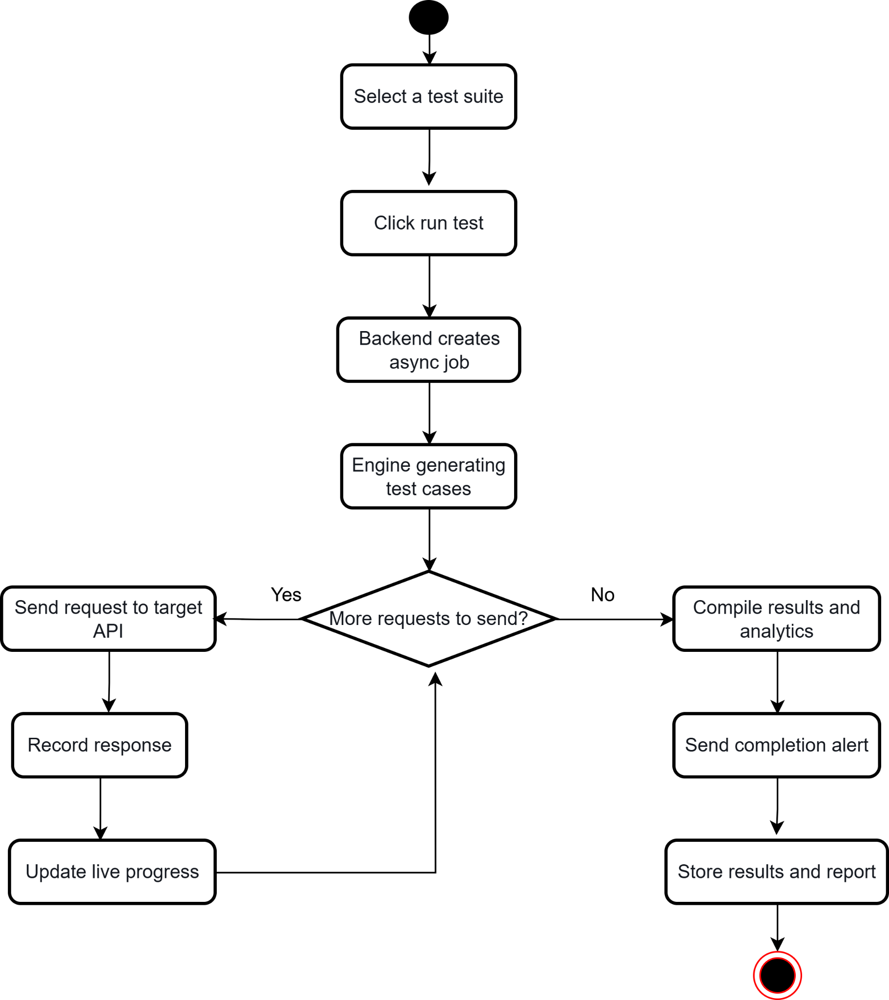 Select a test suite
Click run test
Backend creates
async job
Engine generating
test cases
More requests to send?
Yes
No
Send request to target
API
Record response
Update live progress
Compile results and
analytics
Send completion alert
Store results and report